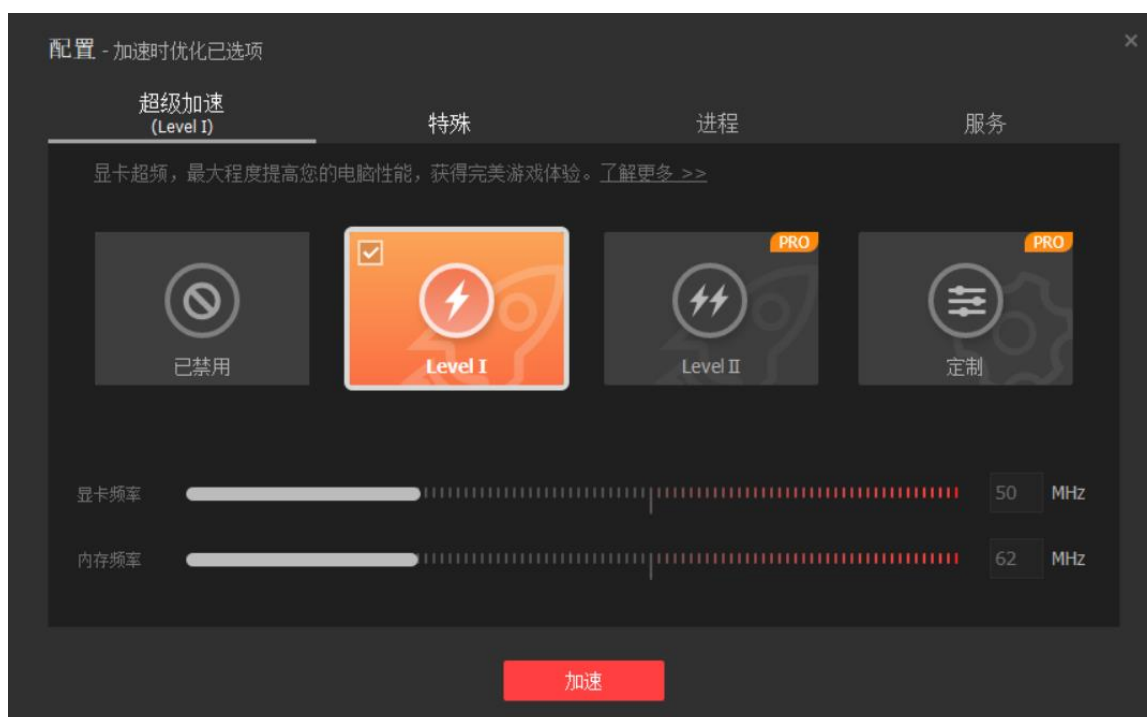 配置 - 加速时优化已选项
超级加速
(Level I)
特殊
进程
服务
显卡超频，最大程度提高您的电脑性能，获得完美游戏体验。了解更多 >>
已禁用
Level I
PRO
Level II
PRO
定制
显卡频率
50 MHz
内存频率
62 MHz
加速